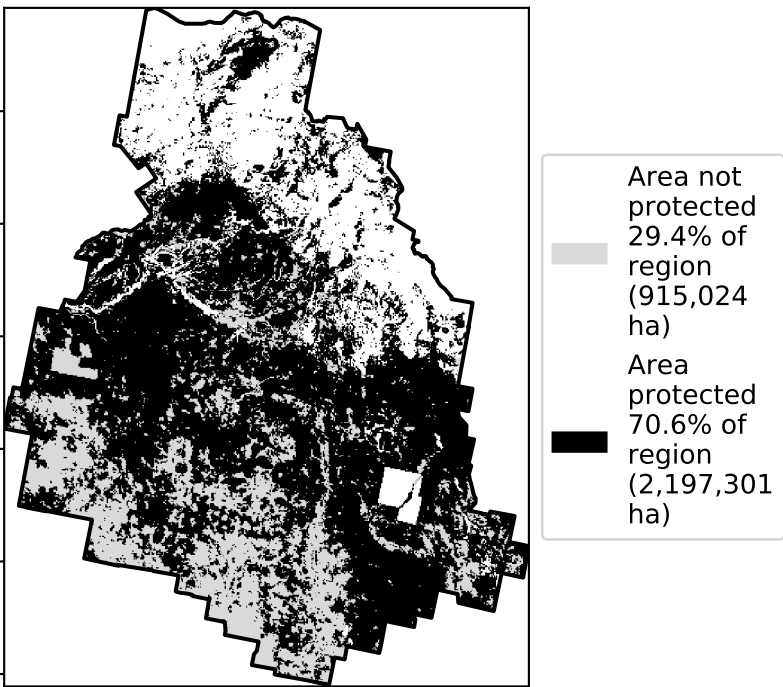 Area not
protected
29.4% of
region
(915,024
ha)
Area
protected
70.6% of
region
(2,197,301
ha)